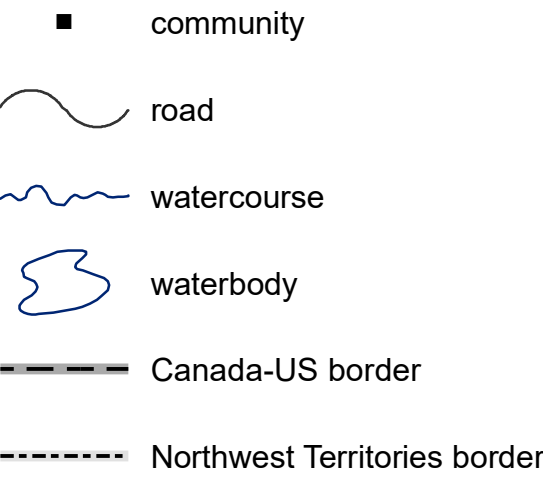 community
road
watercourse
waterbody
Canada-US border
Northwest Territories border